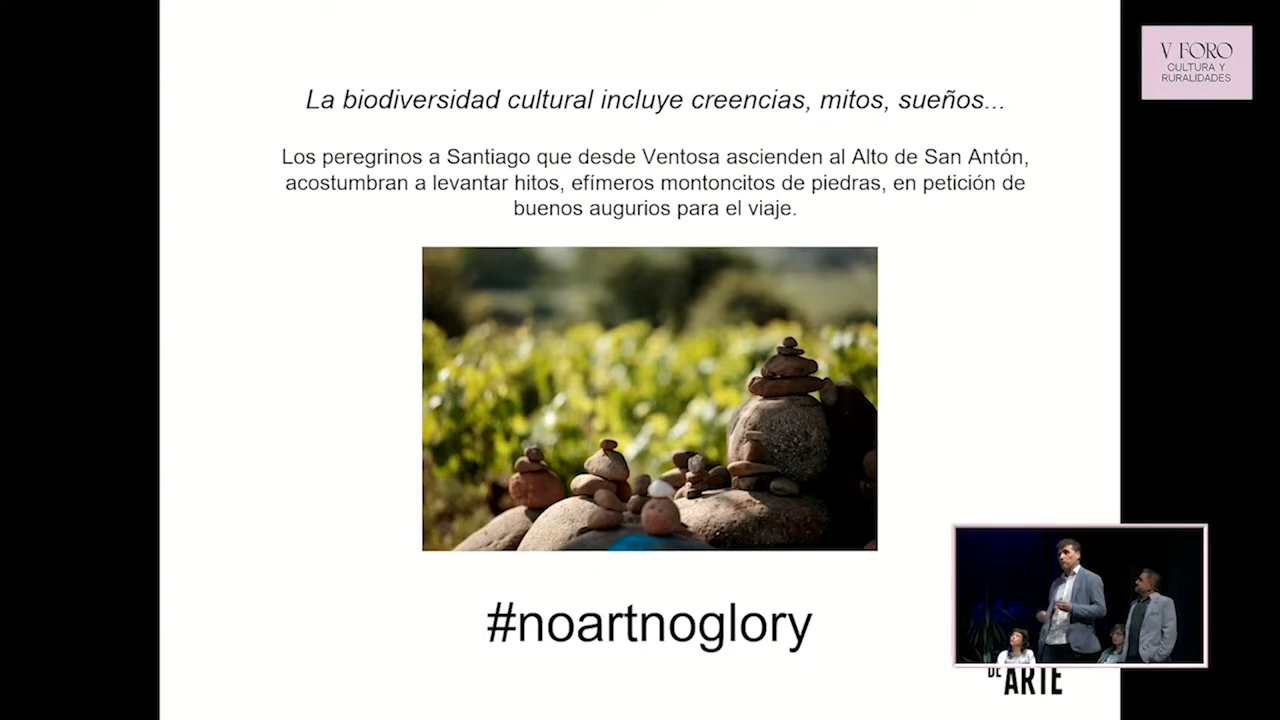 V FORO
CULTURA Y
RURALIDADES
La biodiversidad cultural incluye creencias, mitos, sueños...
Los peregrinos a Santiago que desde Ventosa ascienden al Alto de San Antón,
acostumbran a levantar hitos, efímeros montoncitos de piedras, en petición de
buenos augurios para el viaje.
#noartnoglory
DE ARTE